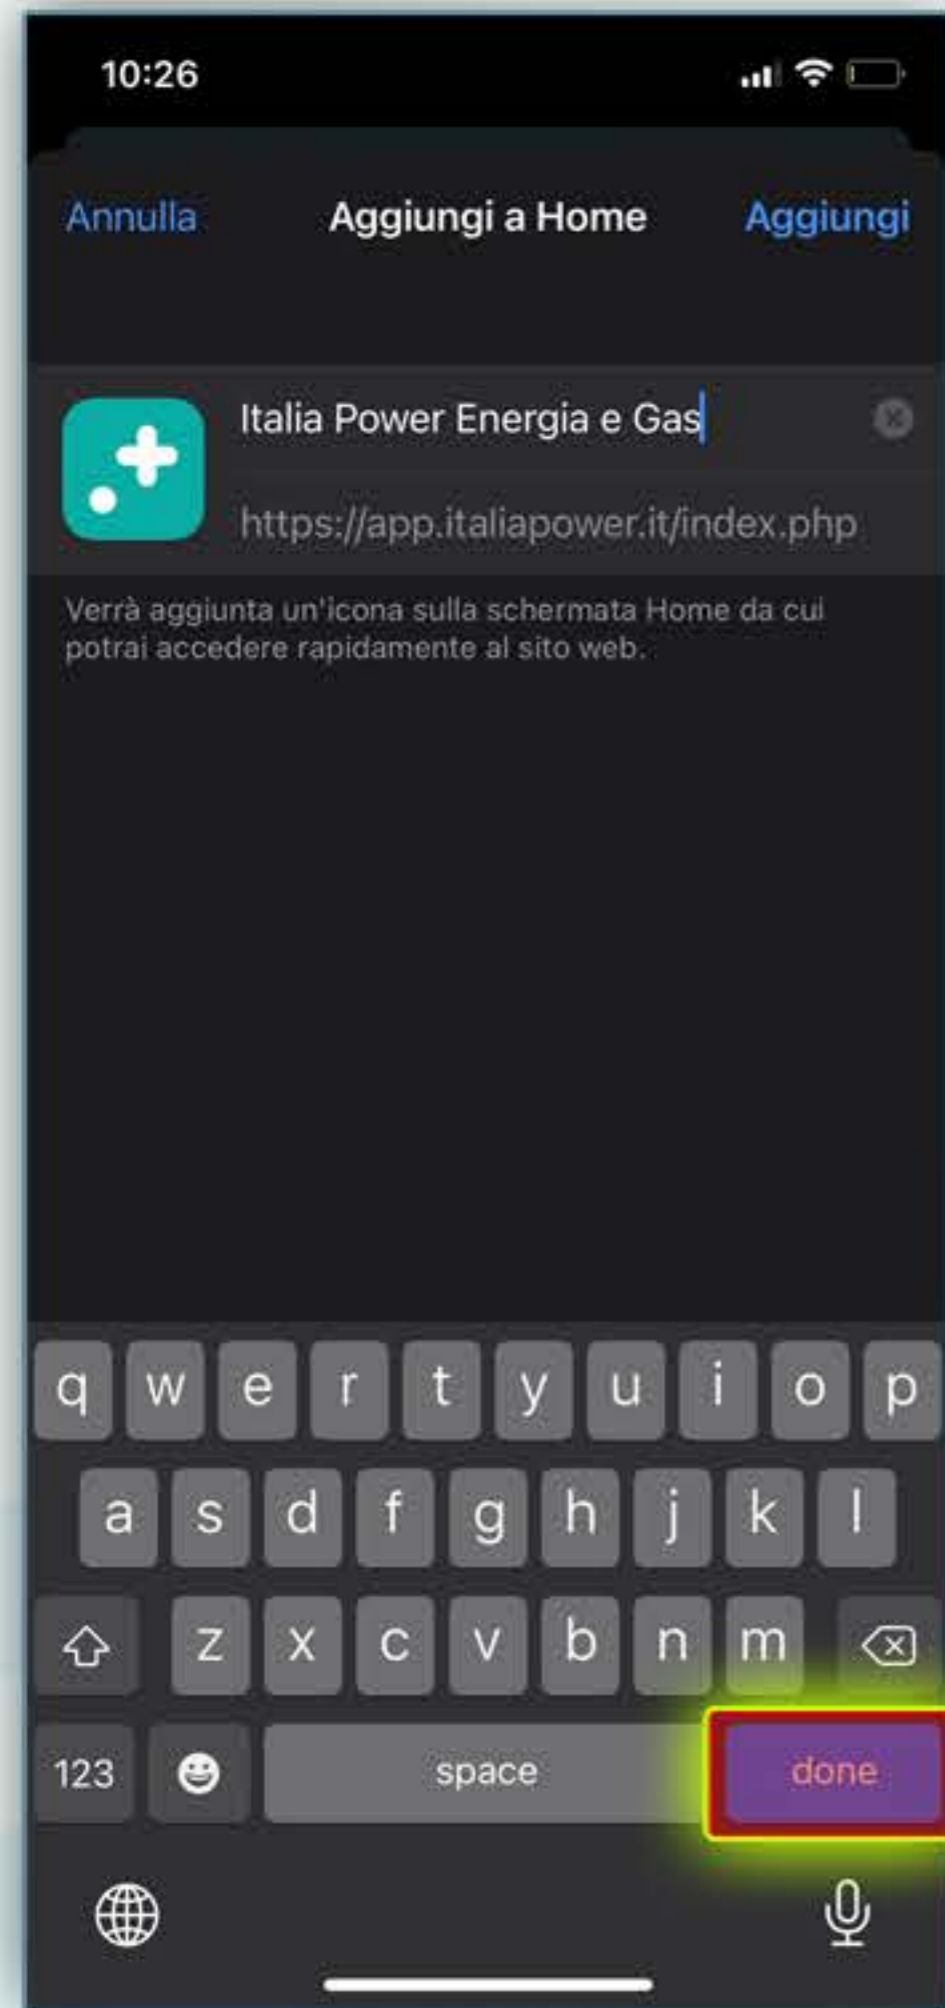 10:26
Annulla
Aggiungi a Home
Aggiungi
Italia Power Energia e Gas
https://app.italiapower.it/index.php
Verrà aggiunta un'icona sulla schermata Home da cui
potrai accedere rapidamente al sito web.
q w e r t y u i o p
a s d f g h j k l
z x c v b n m
123 space done